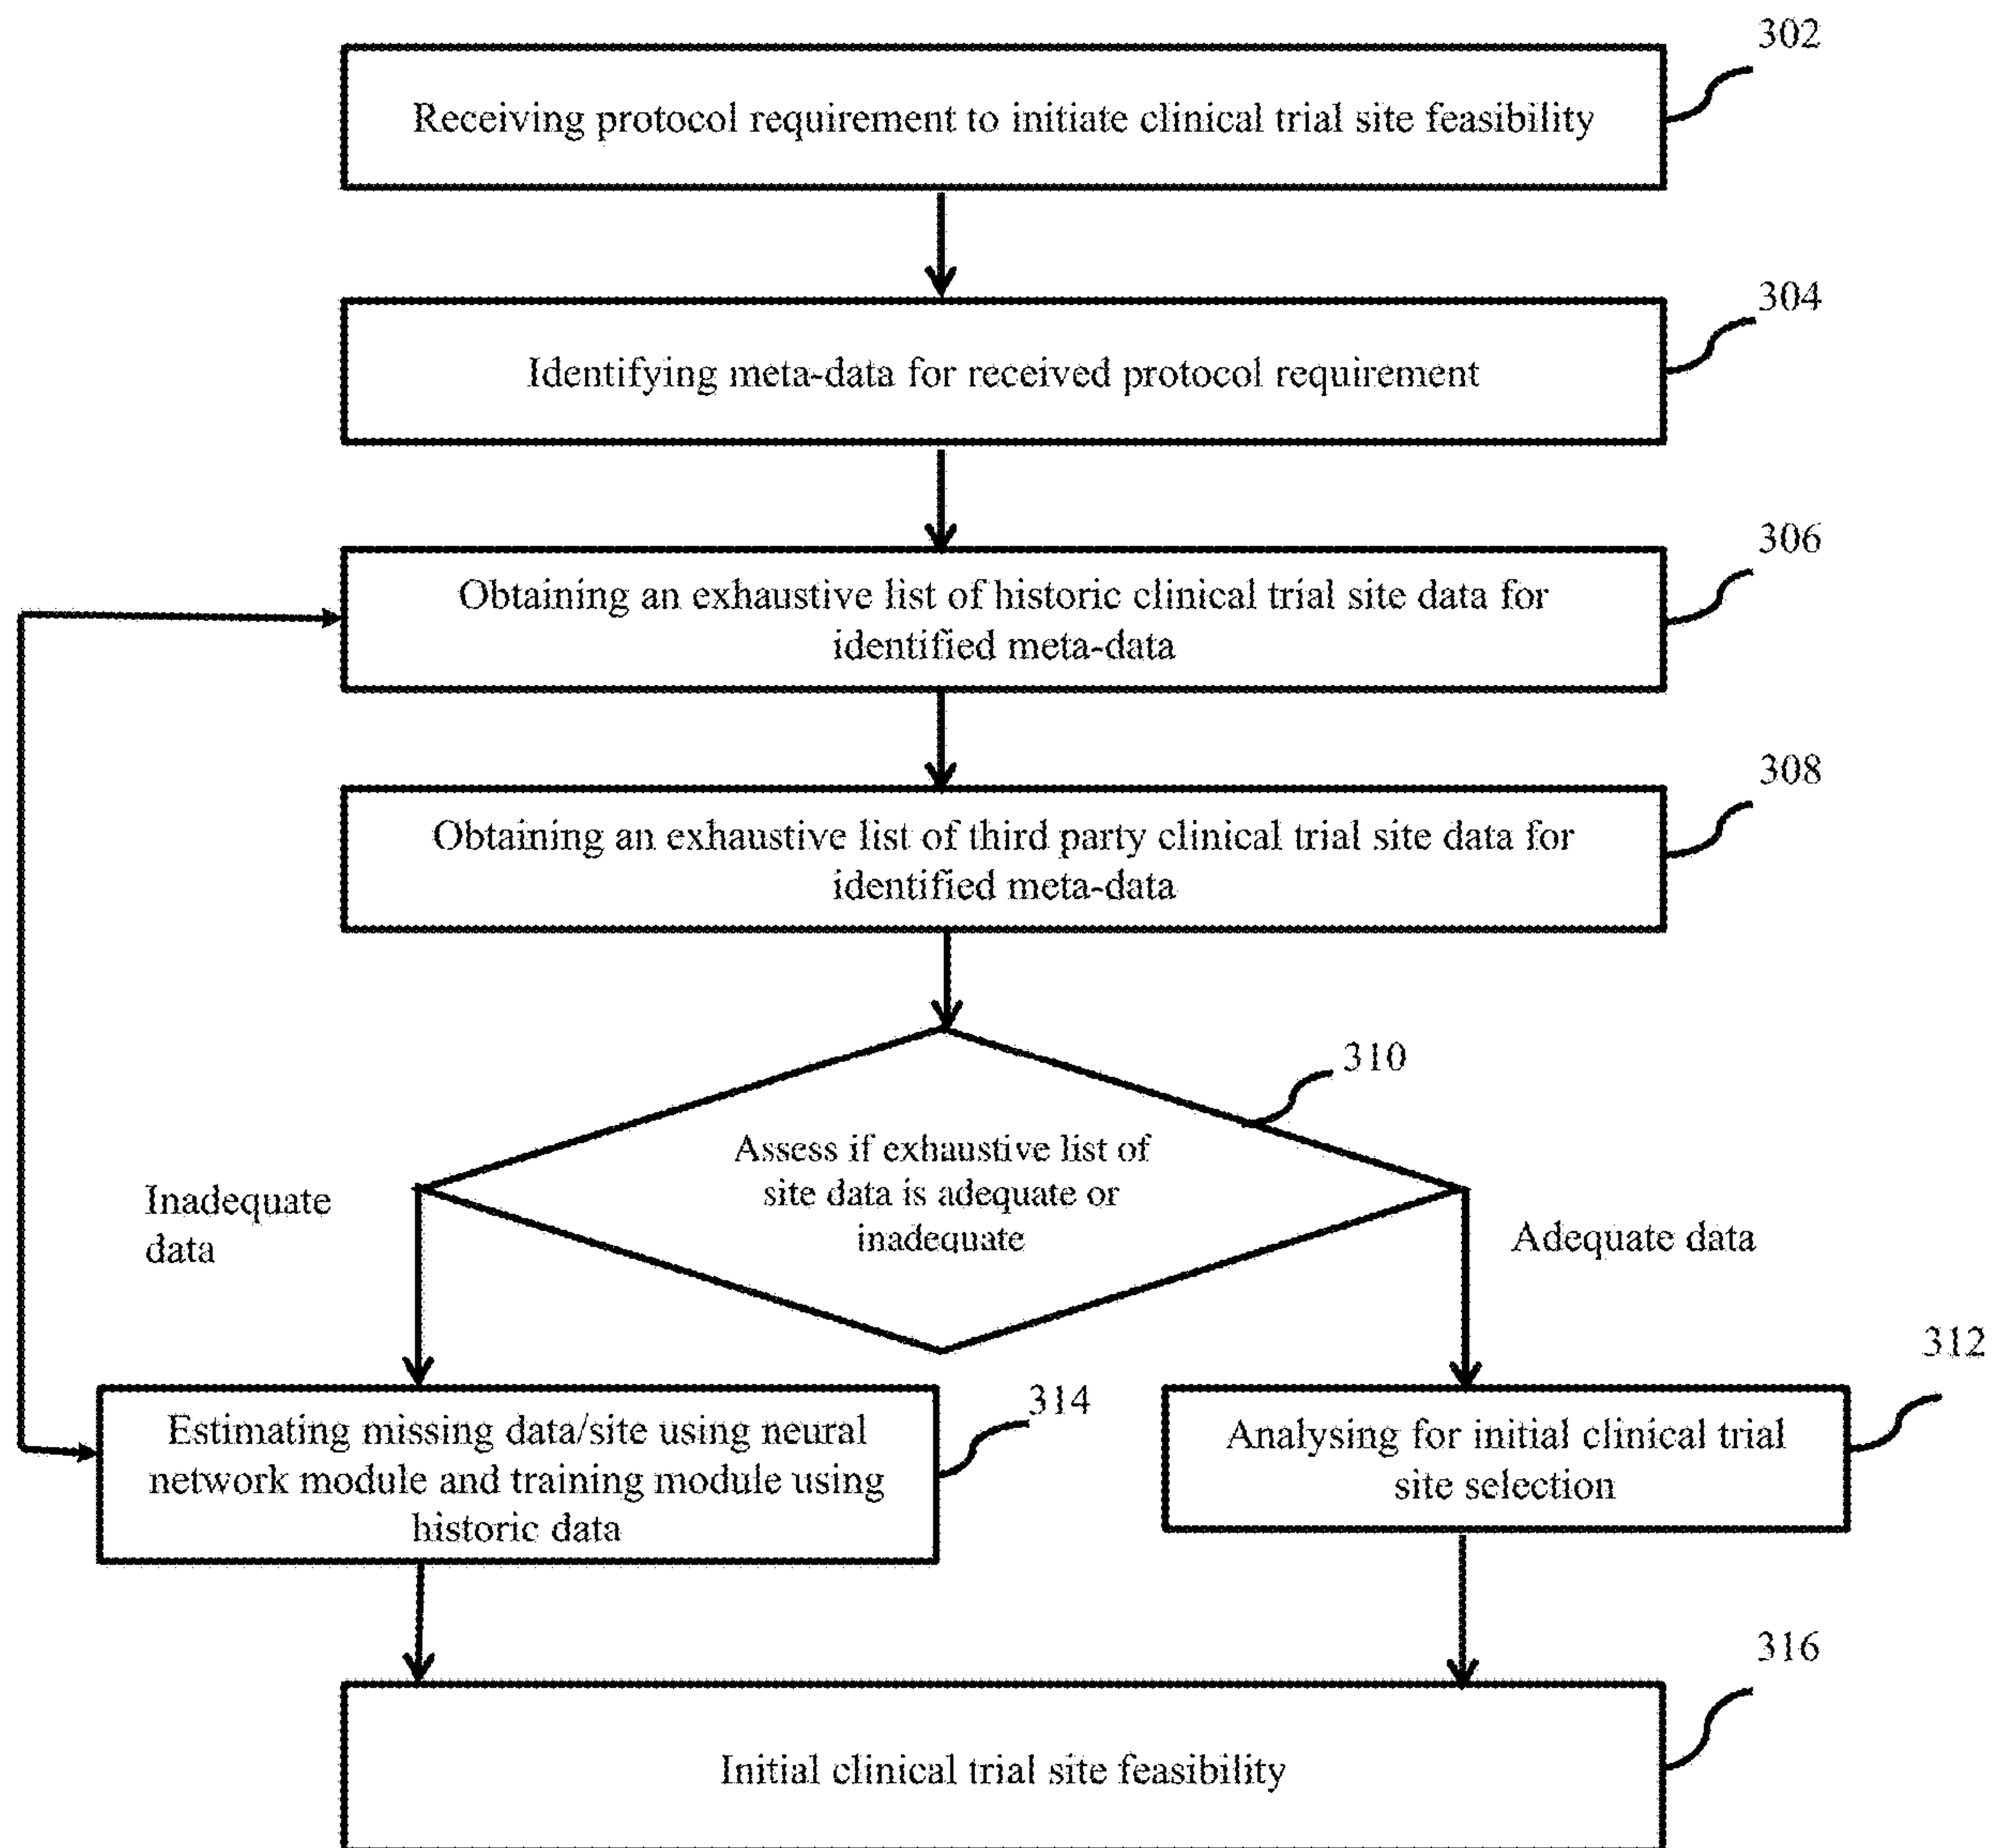 302
Receiving protocol requirement to initiate clinical trial site feasibility
304
Identifying meta-data for received protocol requirement
306
Obtaining an exhaustive list of historic clinical trial site data for
identified meta-data
308
Obtaining an exhaustive list of third party clinical trial site data for
identified meta-data
310
Assess if exhaustive list of
site data is adequate or
inadequate
Inadequate
data
Adequate data
312
314
Estimating missing data/site using neural
network module and training module using
historic data
Analysing for initial clinical trial
site selection
316
Initial clinical trial site feasibility